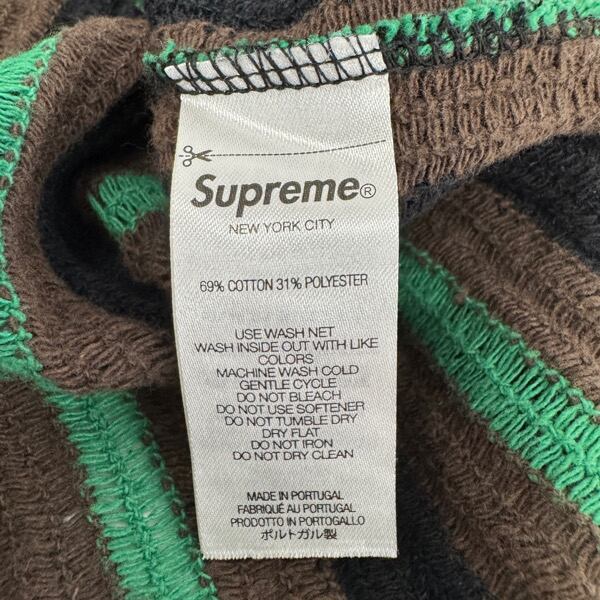 Supreme®
NEW YORK CITY
69% COTTON 31% POLYESTER
USE WASH NET
WASH INSIDE OUT WITH LIKE
COLORS
MACHINE WASH COLD
GENTLE CYCLE
DO NOT BLEACH
DO NOT USE SOFTENER
DO NOT TUMBLE DRY
DRY FLAT
DO NOT IRON
DO NOT DRY CLEAN
MADE IN PORTUGAL
FABRIQUÉ AU PORTUGAL
PRODOTTO IN PORTOGALLO
ポルトガル製